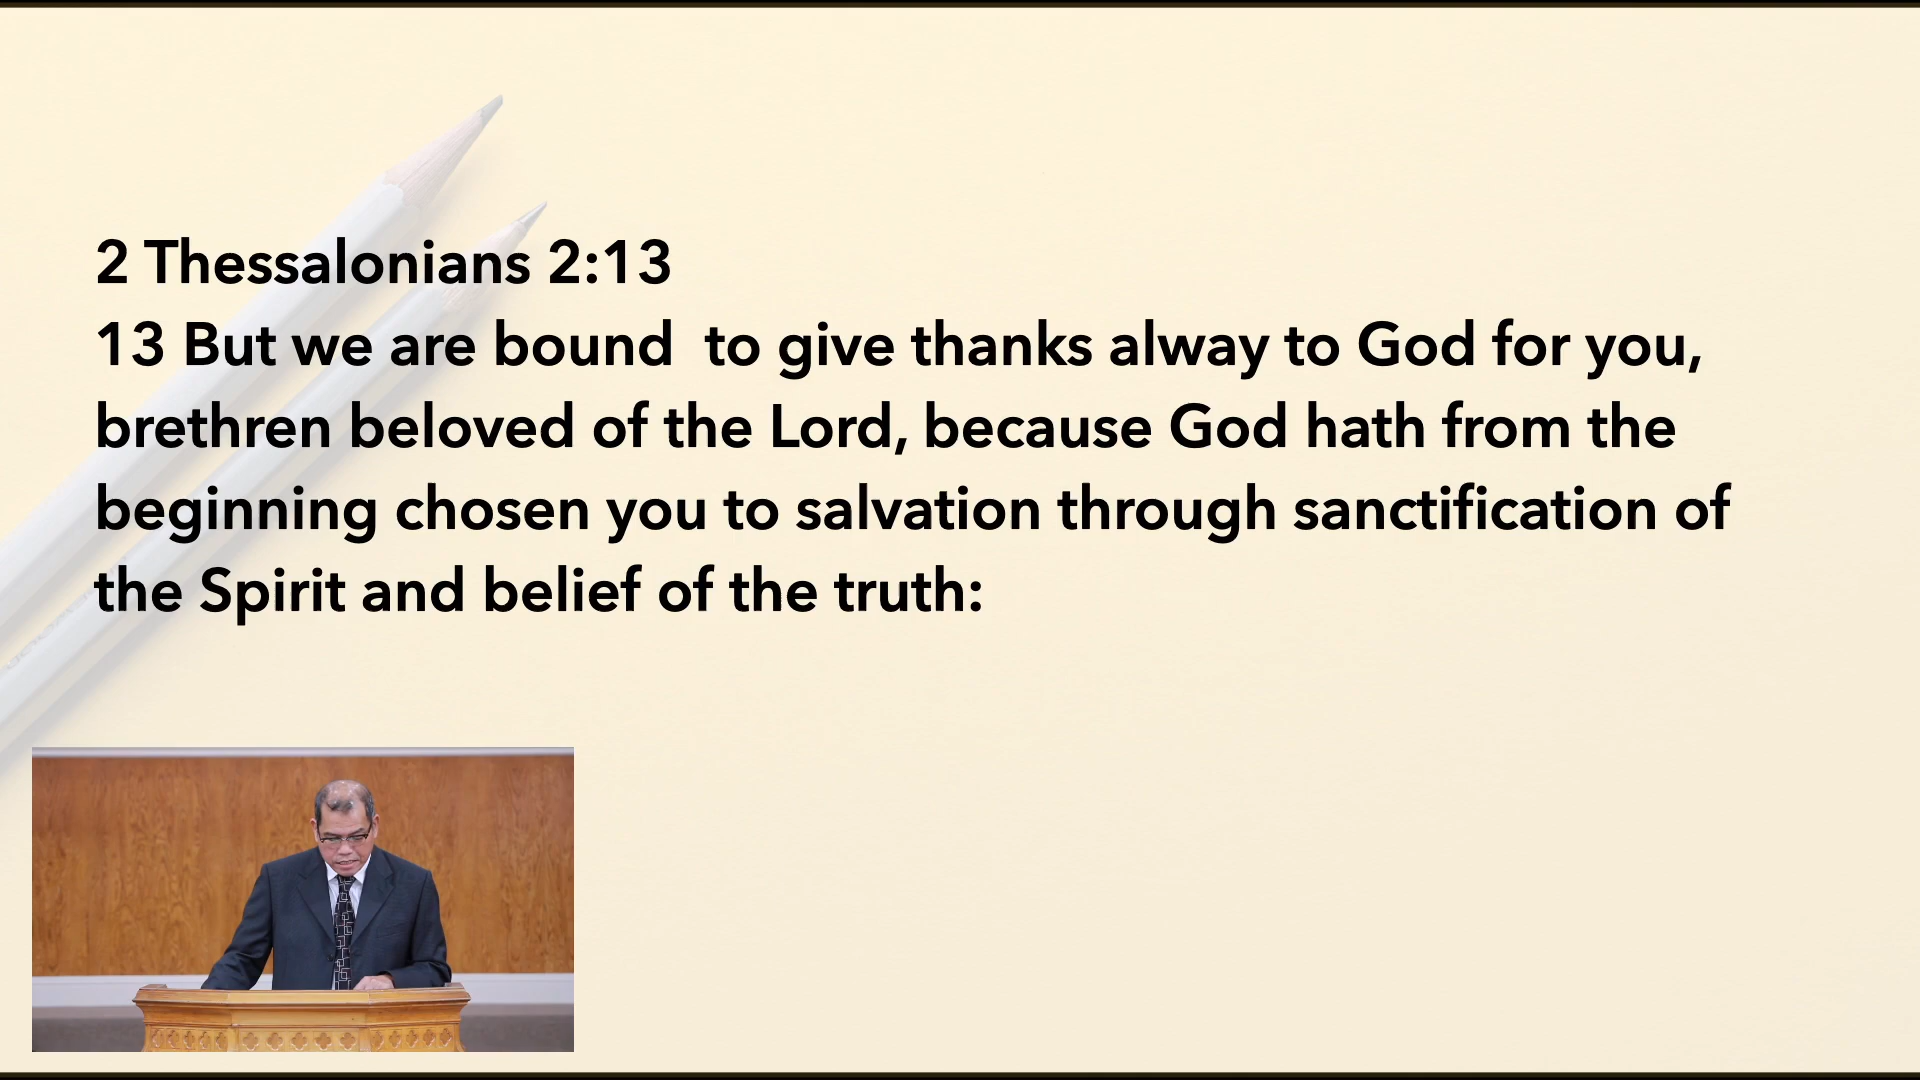 2 Thessalonians 2:13
13 But we are bound  to give thanks alway to God for you,
brethren beloved of the Lord, because God hath from the
beginning chosen you to salvation through sanctification of
the Spirit and belief of the truth: